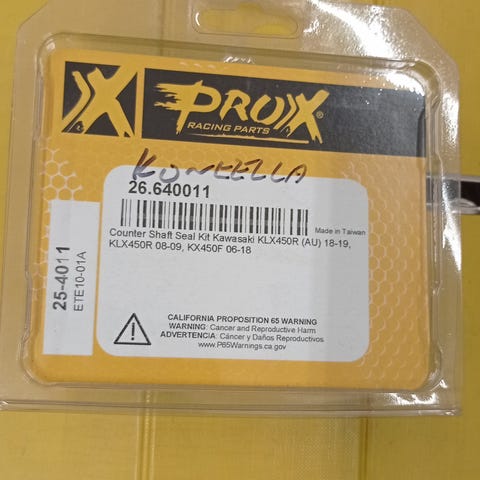 PROX®
RACING PARTS
26.640011
Made in Taiwan
Counter Shaft Seal Kit Kawasaki KLX450R (AU) 18-19,
KLX450R 08-09, KX450F 06-18
25-4011
ETE10-01A
CALIFORNIA PROPOSITION 65 WARNING
WARNING: Cancer and Reproductive Harm
ADVERTENCIA: Cáncer y Daños Reproductivos
www.P65Warnings.ca.gov